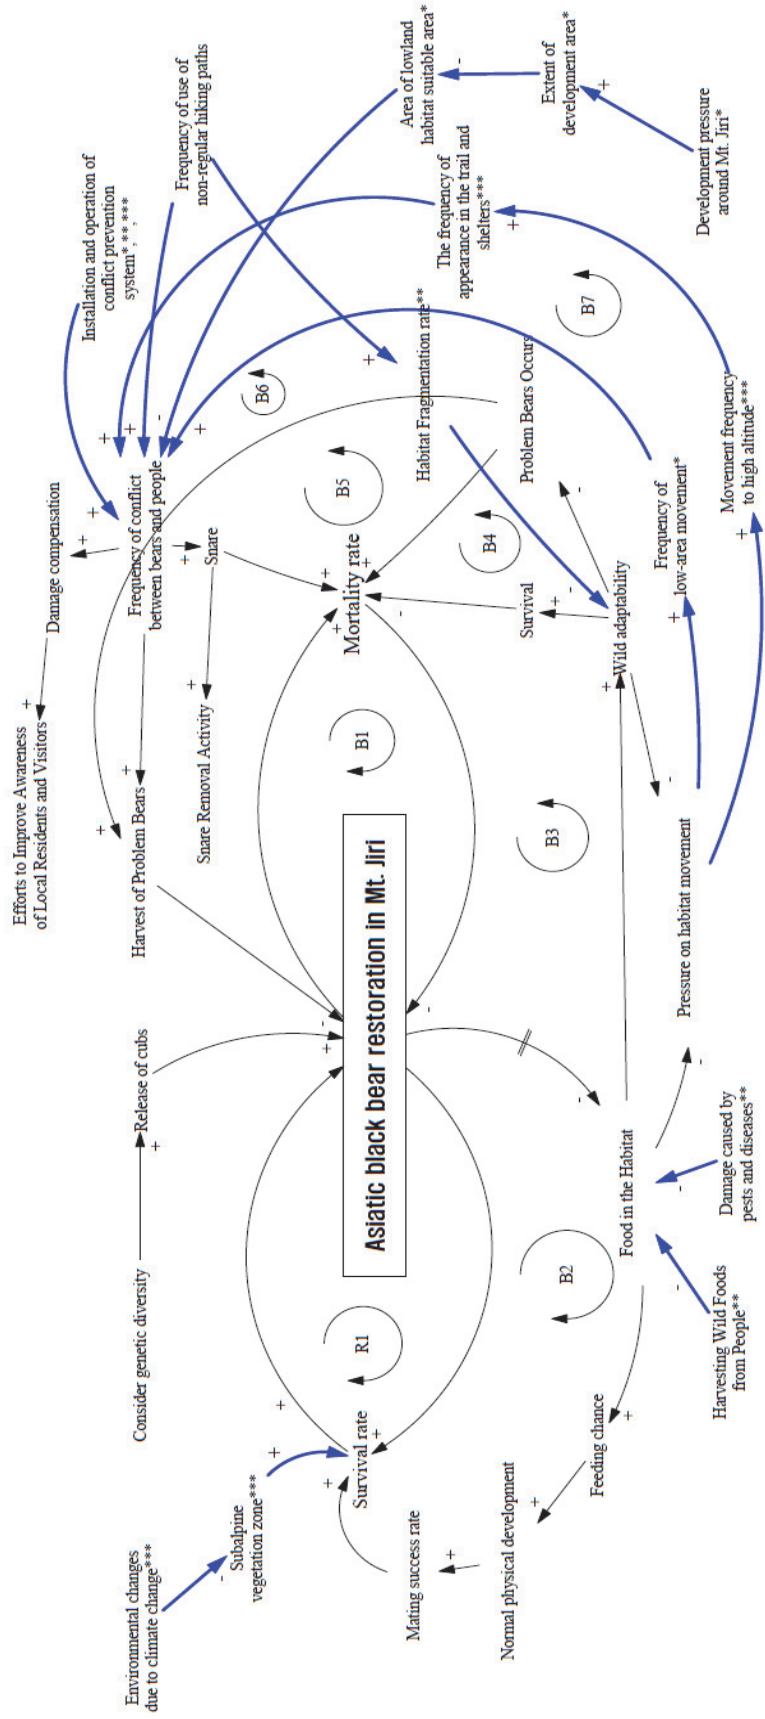 Environmental changes
due to climate change***
Subalpine
vegetation zone***
-
+
Consider genetic diversity
+
Release of cubs
+
Efforts to Improve Awareness
of Local Residents and Visitors
+
Damage compensation
+
Installation and operation of
conflict prevention
system*,**,***
+
Harvest of Problem Bears
+
+
Frequency of conflict
between bears and people
+
+
-
+
Frequency of use of
non-regular hiking paths
Snare Removal Activity
+
Snare
+
Survival rate
+
+
+
R1
Asiatic black bear restoration in Mt. Jiri
+
-
-
B1
Mortality rate
+
+
+
-
B5
B6
Area of lowland
habitat suitable area*
-
Extent of
development area*
+
Development pressure
around Mt. Jiri*
The frequency of
appearance in the trail and
shelters***
+
Habitat Fragmentation rate**
+
Mating success rate
+
Normal physical development
+
Feeding chance
+
B2
-
B3
Survival
+
-
B4
Problem Bears Occurs
-
B7
Food in the Habitat
Wild adaptability
+
-
Harvesting Wild Foods
from People**
-
Damage caused by
pests and diseases**
-
Pressure on habitat movement
-
Frequency of
low-area movement*
+
Movement frequency
to high altitude***
+